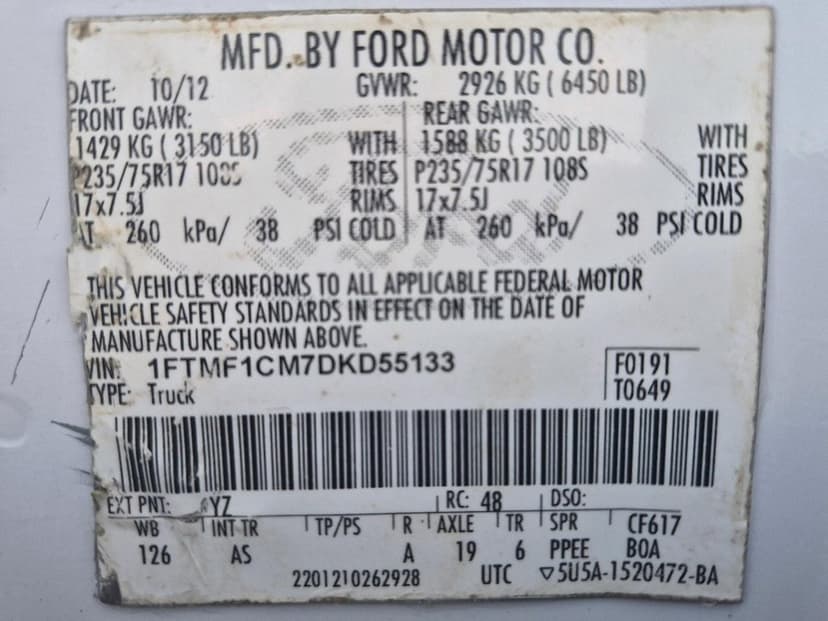 MFD. BY FORD MOTOR CO.
DATE: 10/12 GVWR: 2926 KG ( 6450 LB)
FRONT GAWR: REAR GAWR:
1429 KG ( 3150 LB) WITH 1588 KG ( 3500 LB) WITH
P235/75R17 108S TIRES P235/75R17 108S TIRES
17x7.5J RIMS 17x7.5J RIMS
AT 260 kPa/ 38 PSI COLD AT 260 kPa/ 38 PSI COLD
THIS VEHICLE CONFORMS TO ALL APPLICABLE FEDERAL MOTOR
VEHICLE SAFETY STANDARDS IN EFFECT ON THE DATE OF
MANUFACTURE SHOWN ABOVE.
VIN: 1FTMF1CM7DKD55133 F0191
TYPE: Truck T0649
EXT PNT: YZ RC: 48 DSO:
WB INT TR TP/PS R AXLE TR SPR CF617
126 AS A 19 6 PPEE BOA
2201210262928 UTC ▽5U5A-1520472-BA